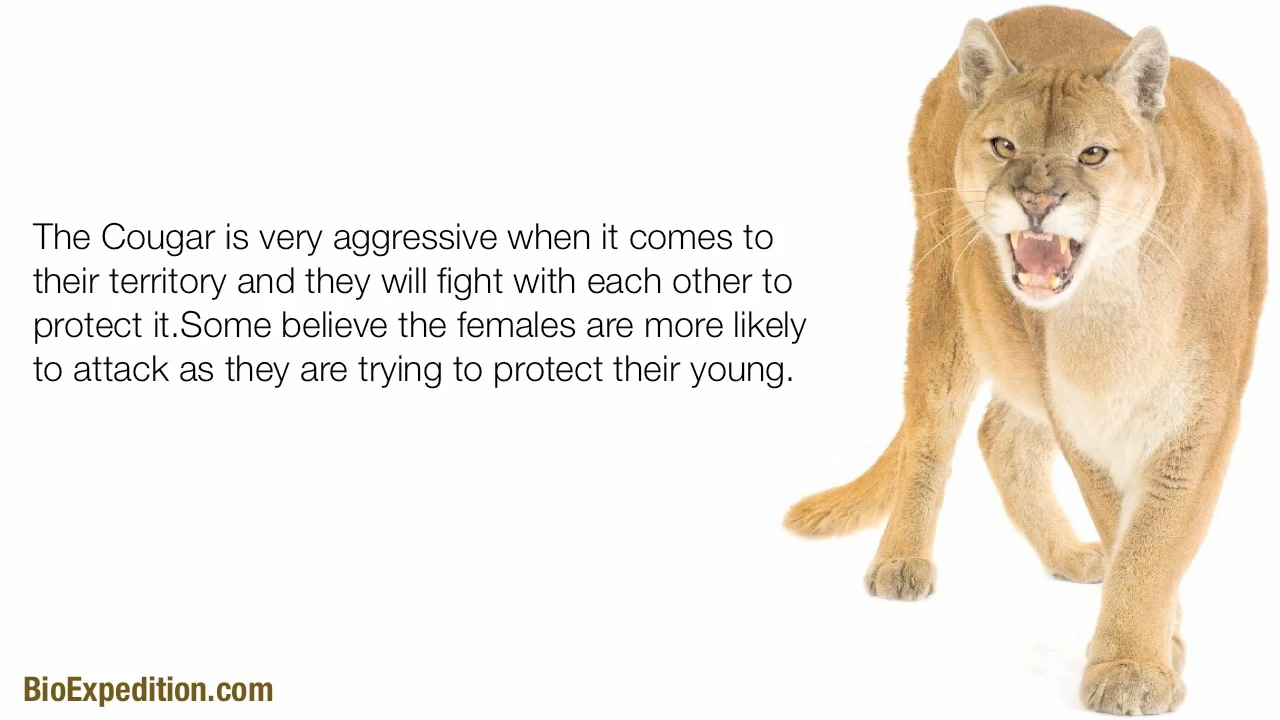 The Cougar is very aggressive when it comes to
their territory and they will fight with each other to
protect it.Some believe the females are more likely
to attack as they are trying to protect their young.
BioExpedition.com